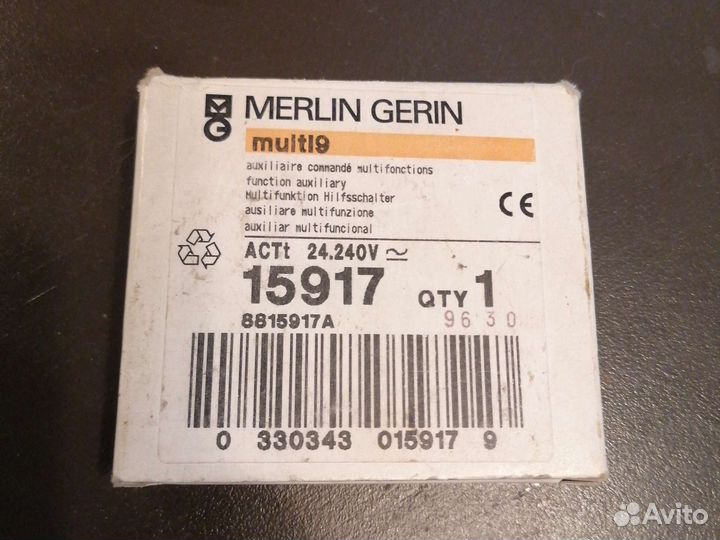 MERLIN GERIN
multi9
auxiliaire commandé multifonctions
function auxiliary
Multifunktion Hilfsschalter
ausiliare multifunzione
auxiliar multifuncional
CE
ACTt 24.240V ≃
15917 QTY 1
8815917A 9630
0 330343 015917 9
Avito